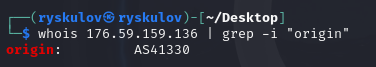 ┌──(ryskulov㉿ryskulov)-[~/Desktop]
└─$ whois 176.59.159.136 | grep -i "origin"
origin:         AS41330